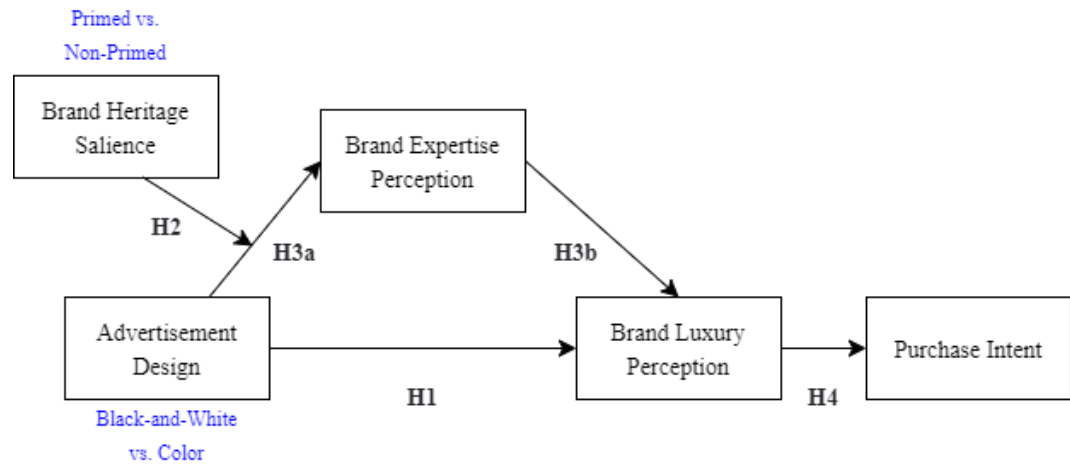 Primed vs.
Non-Primed
Brand Heritage
Salience
Brand Expertise
Perception
H2
H3a
H3b
Advertisement
Design
Brand Luxury
Perception
Purchase Intent
H1
H4
Black-and-White
vs. Color